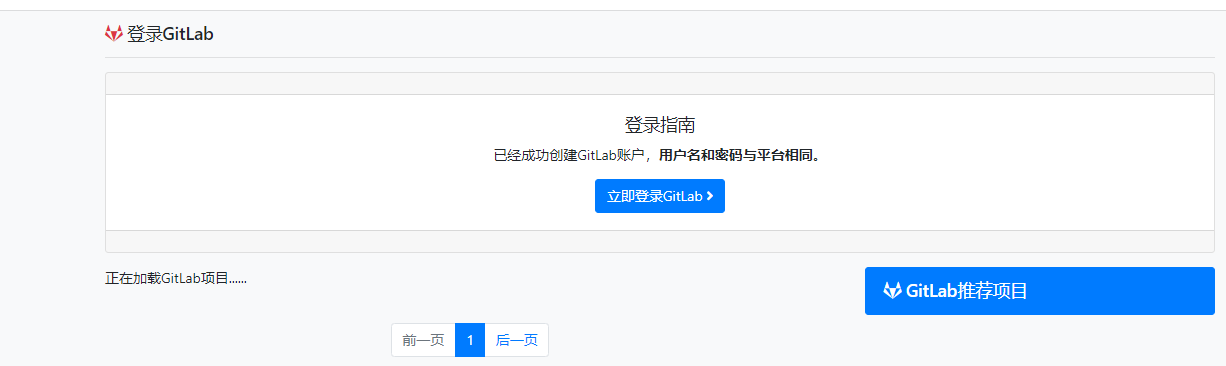 登录GitLab
登录指南
已经成功创建GitLab账户，用户名和密码与平台相同。
立即登录GitLab
正在加载GitLab项目......
GitLab推荐项目
前一页 1 后一页